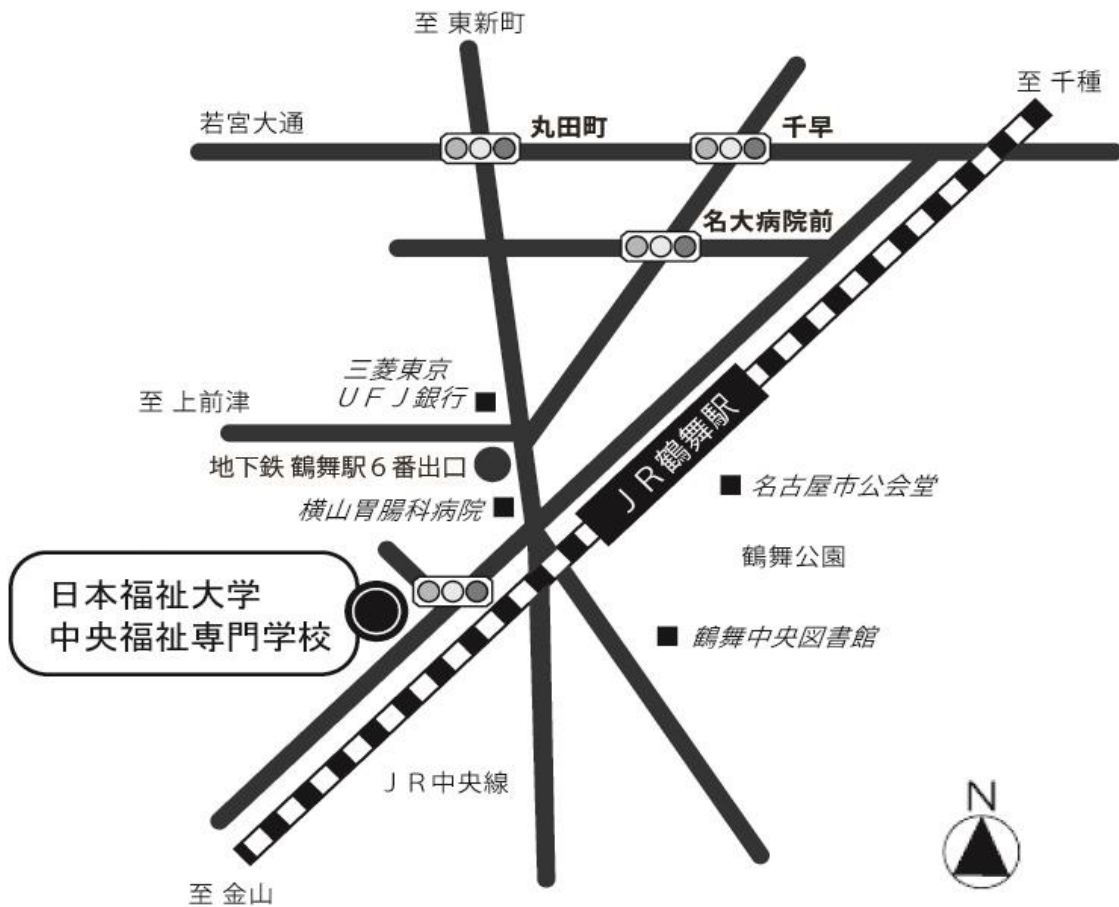 至 東新町
至 千種
若宮大通
丸田町
千早
名大病院前
三菱東京
ＵＦＪ銀行
至 上前津
地下鉄 鶴舞駅６番出口
横山胃腸科病院
ＪＲ鶴舞駅
名古屋市公会堂
鶴舞公園
日本福祉大学
中央福祉専門学校
鶴舞中央図書館
ＪＲ中央線
N
至 金山